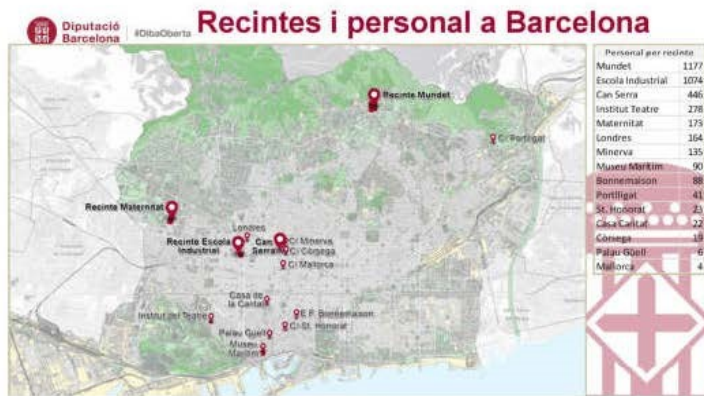 Diputació
Barcelona
#DibaOberta
Recintes i personal a Barcelona
Personal per recinte
Mundet 1177
Escola Industrial 1074
Can Serra 446
Institut Teatre 278
Maternitat 173
Londres 164
Minerva 135
Museu Marítim 90
Bonnemaison 88
Portlligat 41
St. Honorat 23
Casa Caritat 22
Còrsega 19
Palau Güell 6
Mallorca 4
Recinte Mundet
C/ Portlligat
Recinte Maternitat
Londres
Recinte Escola
Industrial
Can
Serra
C/ Minerva
C/ Còrsega
C/ Mallorca
Casa de
la Caritat
Institut del Teatre
E.F. Bonnemaison
C/ St. Honorat
Palau Güell
Museu
Marítim